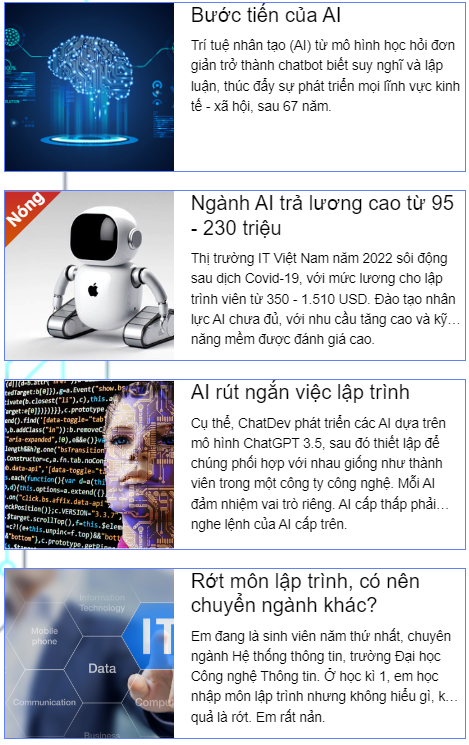 Bước tiến của AI
Trí tuệ nhân tạo (AI) từ mô hình học hỏi đơn
giản trở thành chatbot biết suy nghĩ và lập
luận, thúc đẩy sự phát triển mọi lĩnh vực kinh
tế - xã hội, sau 67 năm.
Nóng
Ngành AI trả lương cao từ 95
- 230 triệu
Thị trường IT Việt Nam năm 2022 sôi động
sau dịch Covid-19, với mức lương cho lập
trình viên từ 350 - 1.510 USD. Đào tạo nhân
lực AI chưa đủ, với nhu cầu tăng cao và kỹ…
năng mềm được đánh giá cao.
AI rút ngắn việc lập trình
Cụ thể, ChatDev phát triển các AI dựa trên
mô hình ChatGPT 3.5, sau đó thiết lập để
chúng phối hợp với nhau giống như thành
viên trong một công ty công nghệ. Mỗi AI
đảm nhiệm vai trò riêng. AI cấp thấp phải…
nghe lệnh của AI cấp trên.
Rớt môn lập trình, có nên
chuyển ngành khác?
Em đang là sinh viên năm thứ nhất, chuyên
ngành Hệ thống thông tin, trường Đại học
Công nghệ Thông tin. Ở học kì 1, em học
nhập môn lập trình nhưng không hiểu gì, k…
quả là rớt. Em rất nản.
Information
Technology
Mobile
phone
IT
Data
Communication
Compu
Business